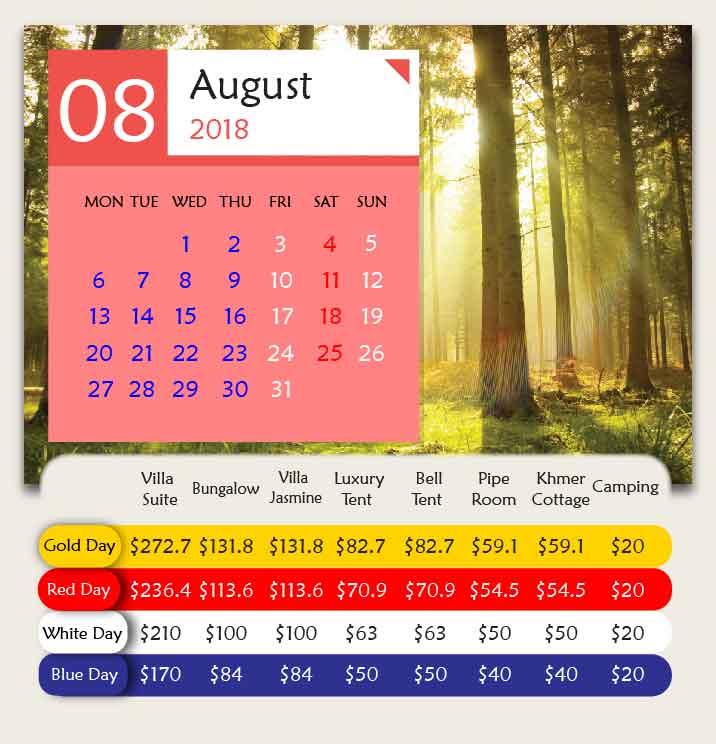 08
August
2018
MON TUE WED THU FRI SAT SUN
1 2 3 4 5
6 7 8 9 10 11 12
13 14 15 16 17 18 19
20 21 22 23 24 25 26
27 28 29 30 31
Villa Suite Bungalow Villa Jasmine Luxury Tent Bell Tent Pipe Room Khmer Cottage Camping
Gold Day $272.7 $131.8 $131.8 $82.7 $82.7 $59.1 $59.1 $20
Red Day $236.4 $113.6 $113.6 $70.9 $70.9 $54.5 $54.5 $20
White Day $210 $100 $100 $63 $63 $50 $50 $20
Blue Day $170 $84 $84 $50 $50 $40 $40 $20